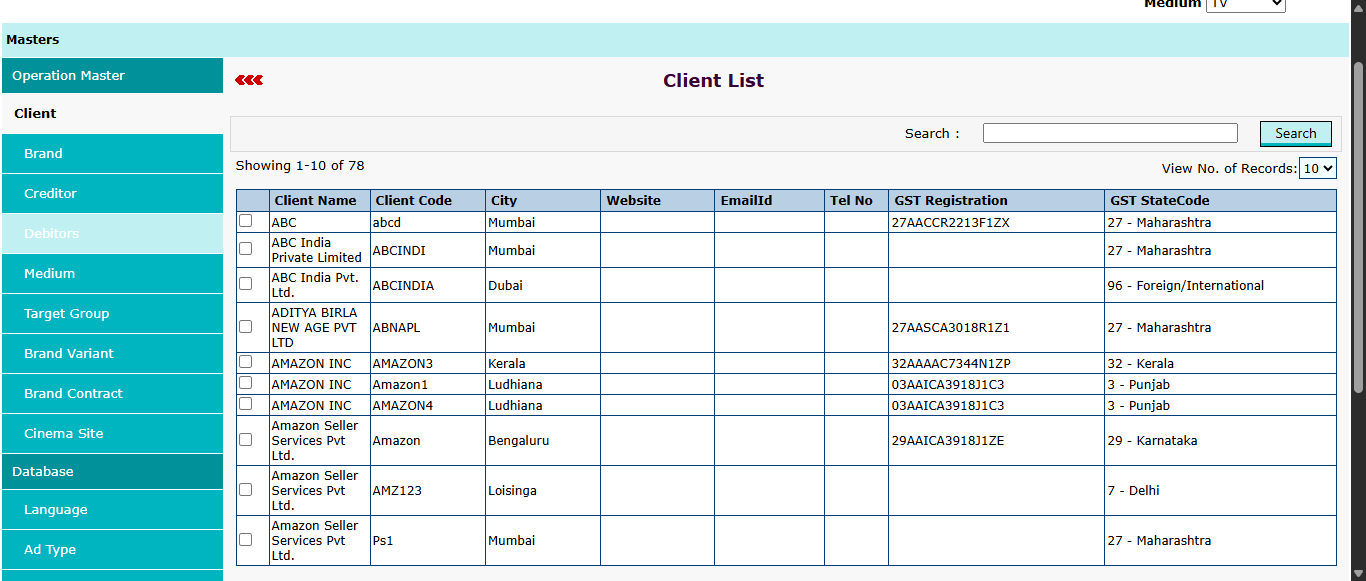 Medium TV
Masters
Operation Master
Client
Brand
Creditor
Debitors
Medium
Target Group
Brand Variant
Brand Contract
Cinema Site
Database
Language
Ad Type
Client List
Search : Search
Showing 1-10 of 78
View No. of Records: 10
Client Name Client Code City Website EmailId Tel No GST Registration GST StateCode
ABC abcd Mumbai 27AACCR2213F1ZX 27 - Maharashtra
ABC India
Private Limited ABCINDI Mumbai 27 - Maharashtra
ABC India Pvt.
Ltd. ABCINDIA Dubai 96 - Foreign/International
ADITYA BIRLA
NEW AGE PVT ABNAPL Mumbai 27AASCA3018R1Z1 27 - Maharashtra
LTD
AMAZON INC AMAZON3 Kerala 32AAAAC7344N1ZP 32 - Kerala
AMAZON INC Amazon1 Ludhiana 03AAICA3918J1C3 3 - Punjab
AMAZON INC AMAZON4 Ludhiana 03AAICA3918J1C3 3 - Punjab
Amazon Seller
Services Pvt Amazon Bengaluru 29AAICA3918J1ZE 29 - Karnataka
Ltd.
Amazon Seller
Services Pvt AMZ123 Loisinga 7 - Delhi
Ltd.
Amazon Seller
Services Pvt Ps1 Mumbai 27 - Maharashtra
Ltd.